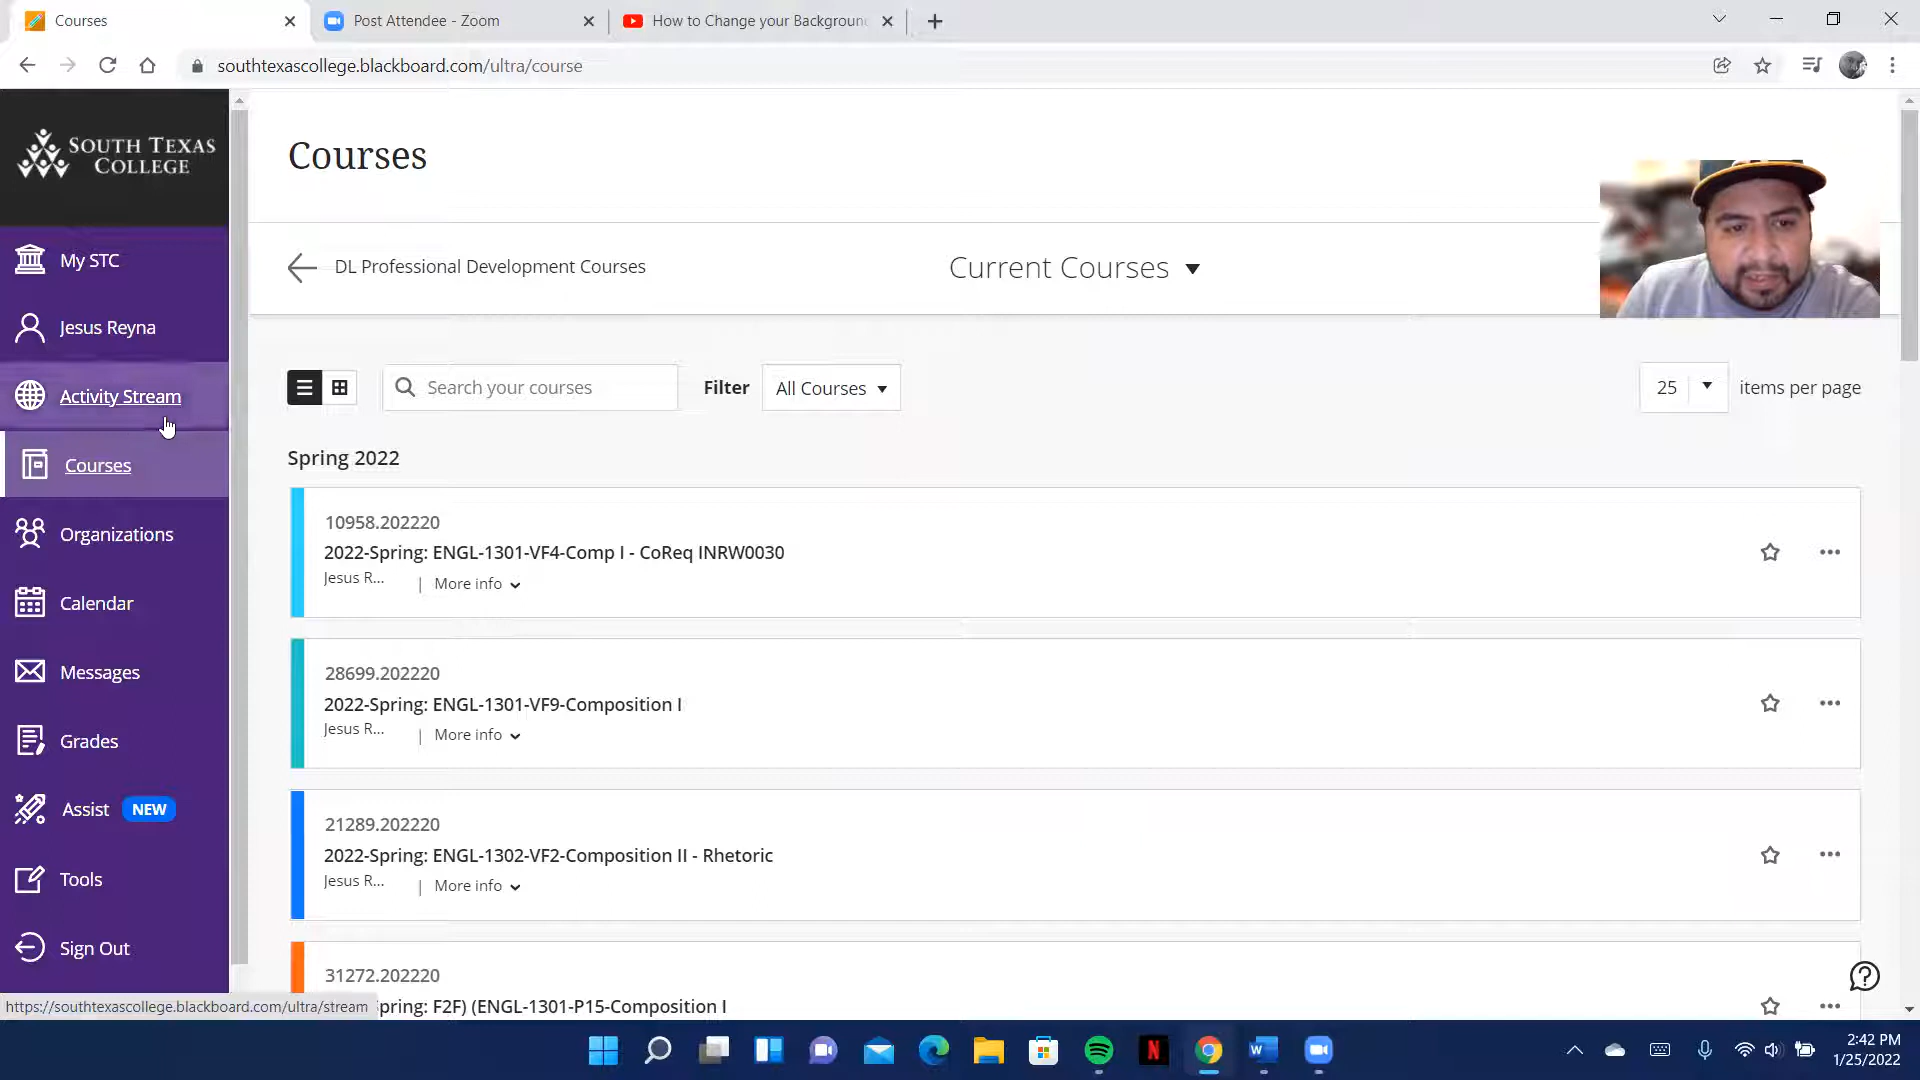 Courses
Post Attendee - Zoom
How to Change your Background
southtexascollege.blackboard.com/ultra/course
SOUTH TEXAS
COLLEGE
My STC
Jesus Reyna
Activity Stream
Courses
Organizations
Calendar
Messages
Grades
Assist NEW
Tools
Sign Out
https://southtexascollege.blackboard.com/ultra/stream
Courses
DL Professional Development Courses
Current Courses
Search your courses
Filter
All Courses
25
items per page
Spring 2022
10958.202220
2022-Spring: ENGL-1301-VF4-Comp I - CoReq INRW0030
Jesus R... | More info
28699.202220
2022-Spring: ENGL-1301-VF9-Composition I
Jesus R... | More info
21289.202220
2022-Spring: ENGL-1302-VF2-Composition II - Rhetoric
Jesus R... | More info
31272.202220
pring: F2F) (ENGL-1301-P15-Composition I
2:42 PM
1/25/2022